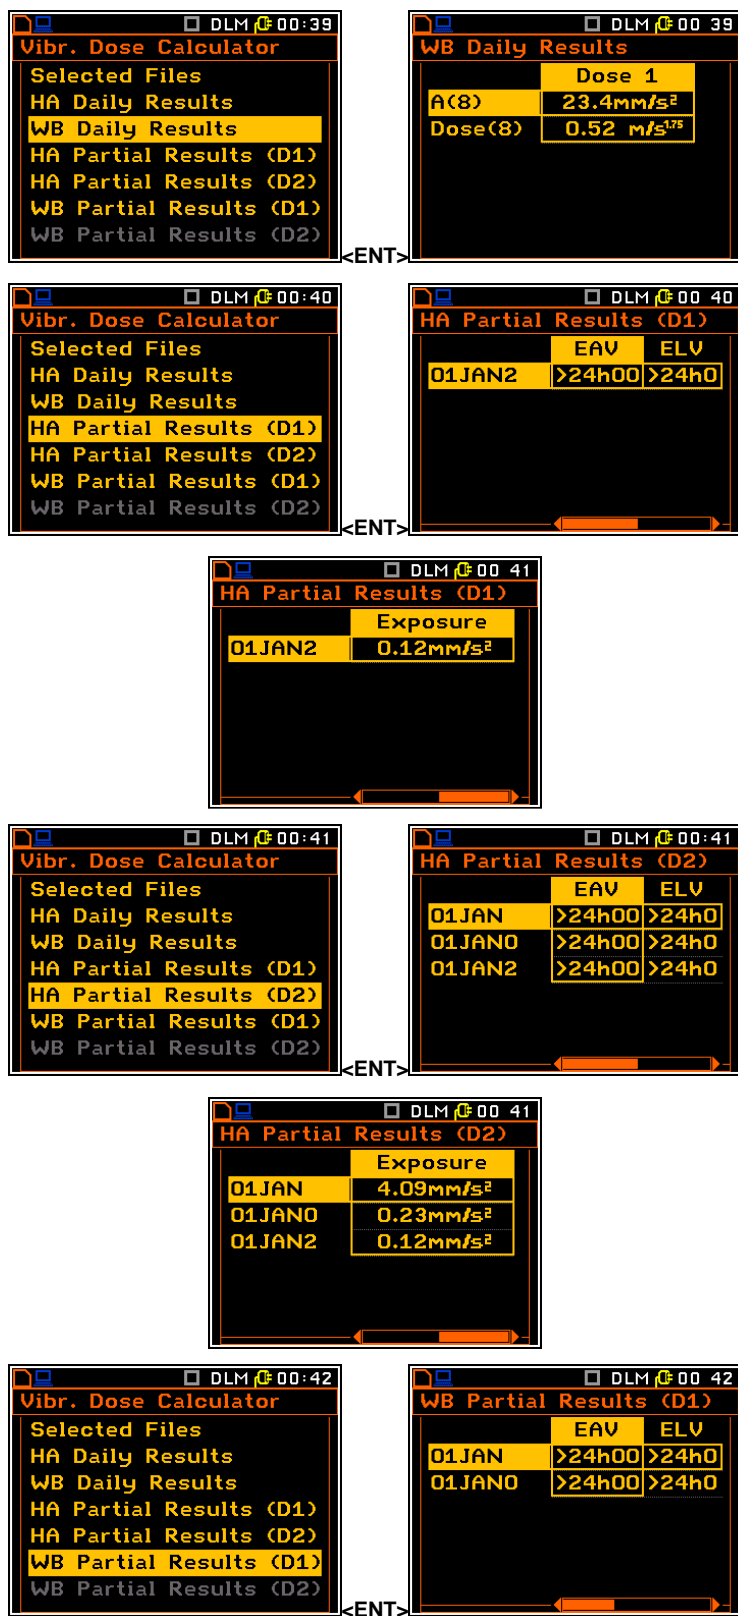 DLM 00:39
Vibr. Dose Calculator
Selected Files
HA Daily Results
WB Daily Results
HA Partial Results (D1)
HA Partial Results (D2)
WB Partial Results (D1)
WB Partial Results (D2)
<ENT>
DLM 00 39
WB Daily Results
Dose 1
A(8) 23.4mm/s²
Dose(8) 0.52 m/s1.75
DLM 00:40
Vibr. Dose Calculator
Selected Files
HA Daily Results
WB Daily Results
HA Partial Results (D1)
HA Partial Results (D2)
WB Partial Results (D1)
WB Partial Results (D2)
<ENT>
DLM 00 40
HA Partial Results (D1)
EAV ELV
01JAN2 >24h00 >24h0
DLM 00 41
HA Partial Results (D1)
Exposure
01JAN2 0.12mm/s²
DLM 00:41
Vibr. Dose Calculator
Selected Files
HA Daily Results
WB Daily Results
HA Partial Results (D1)
HA Partial Results (D2)
WB Partial Results (D1)
WB Partial Results (D2)
<ENT>
DLM 00:41
HA Partial Results (D2)
EAV ELV
01JAN >24h00 >24h0
01JAN0 >24h00 >24h0
01JAN2 >24h00 >24h0
DLM 00 41
HA Partial Results (D2)
Exposure
01JAN 4.09mm/s²
01JAN0 0.23mm/s²
01JAN2 0.12mm/s²
DLM 00:42
Vibr. Dose Calculator
Selected Files
HA Daily Results
WB Daily Results
HA Partial Results (D1)
HA Partial Results (D2)
WB Partial Results (D1)
WB Partial Results (D2)
<ENT>
DLM 00 42
WB Partial Results (D1)
EAV ELV
01JAN >24h00 >24h0
01JAN0 >24h00 >24h0